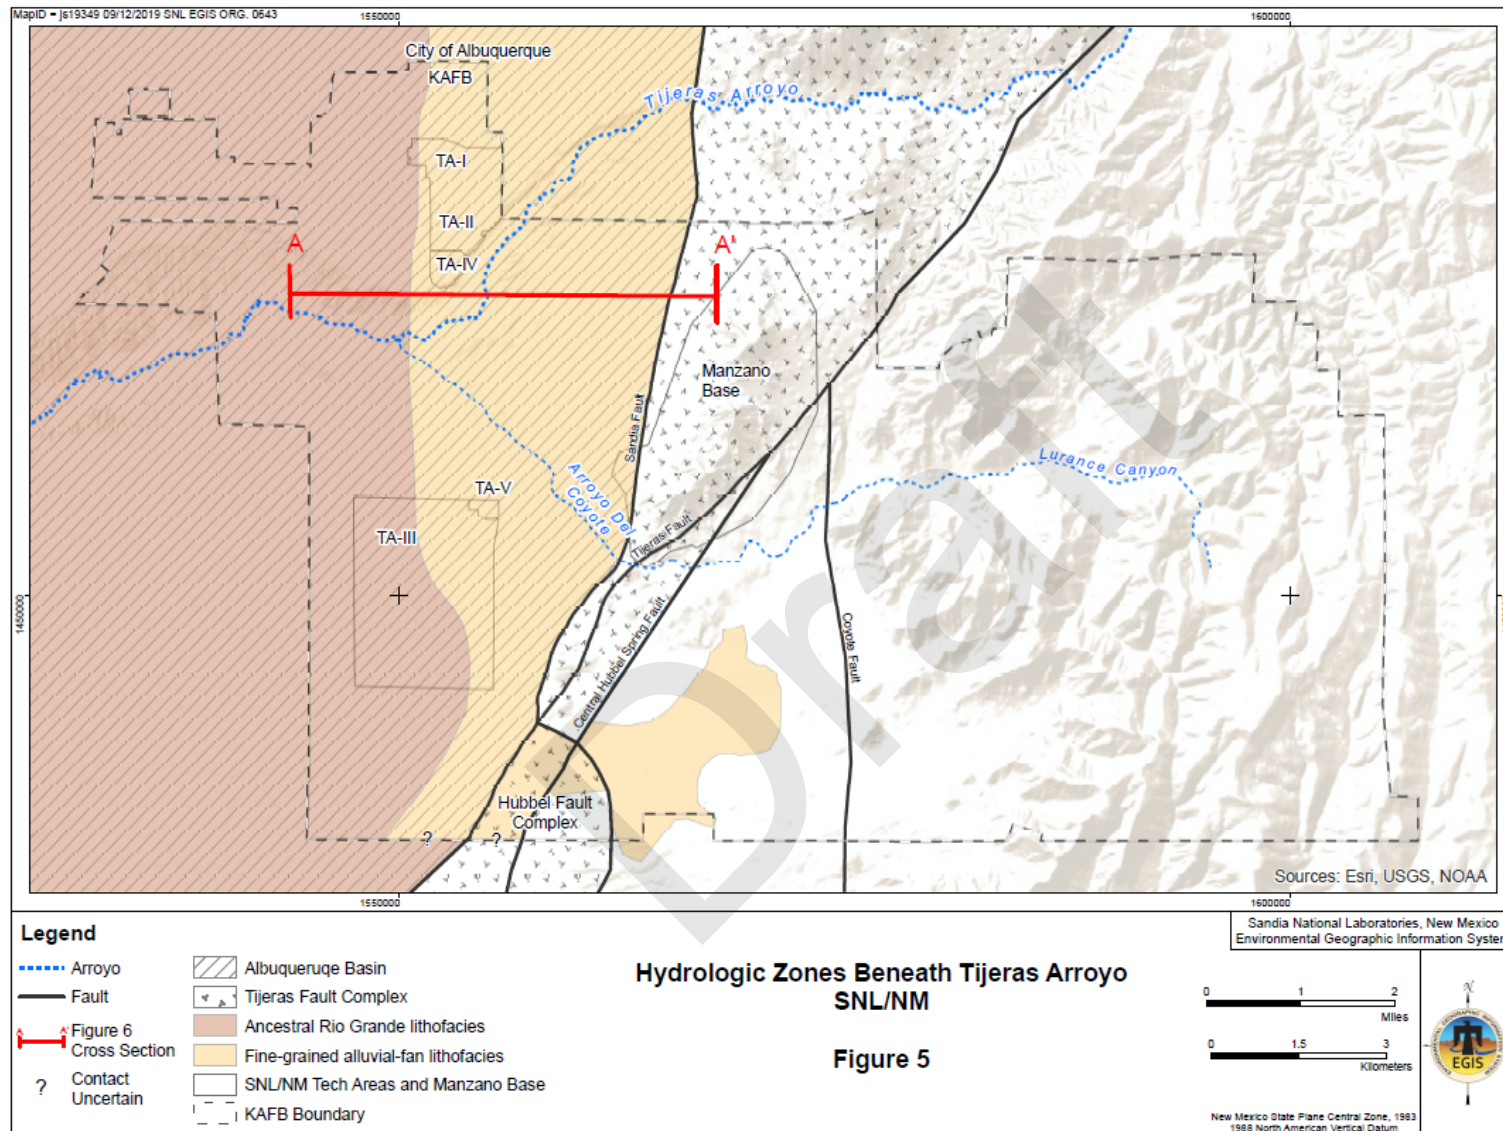 MapID = js19349 09/12/2019 SNL EGIS ORG. 0643
1550000
1600000
City of Albuquerque
KAFB
Tijeras Arroyo
TA-I
TA-II
TA-IV
A
A'
Manzano
Base
Sandia Fault
Lurance Canyon
TA-V
Arroyo Del
Coyote
TA-III
Tijeras Fault
1450000
Central Hubbel Spring Fault
Coyote Fault
Draft
Hubbel Fault
Complex
?
?
Sources: Esri, USGS, NOAA
1550000
1600000
Legend
Arroyo
Fault
A A'
Figure 6
Cross Section
?
Contact
Uncertain
Albuqueruqe Basin
Tijeras Fault Complex
Ancestral Rio Grande lithofacies
Fine-grained alluvial-fan lithofacies
SNL/NM Tech Areas and Manzano Base
KAFB Boundary
Hydrologic Zones Beneath Tijeras Arroyo
SNL/NM
Figure 5
Sandia National Laboratories, New Mexico
Environmental Geographic Information System
0 1 2
Miles
0 1.5 3
Kilometers
N
EGIS
New Mexico State Plane Central Zone, 1983
1988 North American Vertical Datum